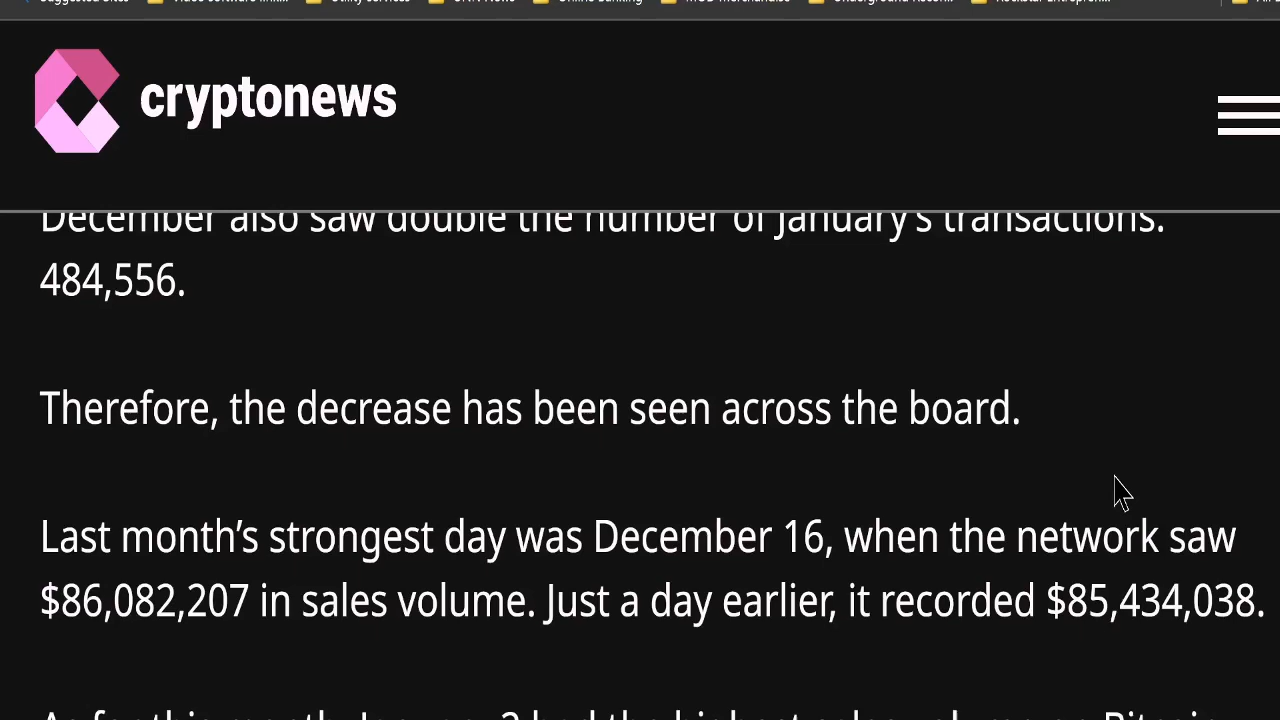 cryptonews
December also saw double the number of January's transactions.
484,556.
Therefore, the decrease has been seen across the board.
Last month’s strongest day was December 16, when the network saw
$86,082,207 in sales volume. Just a day earlier, it recorded $85,434,038.